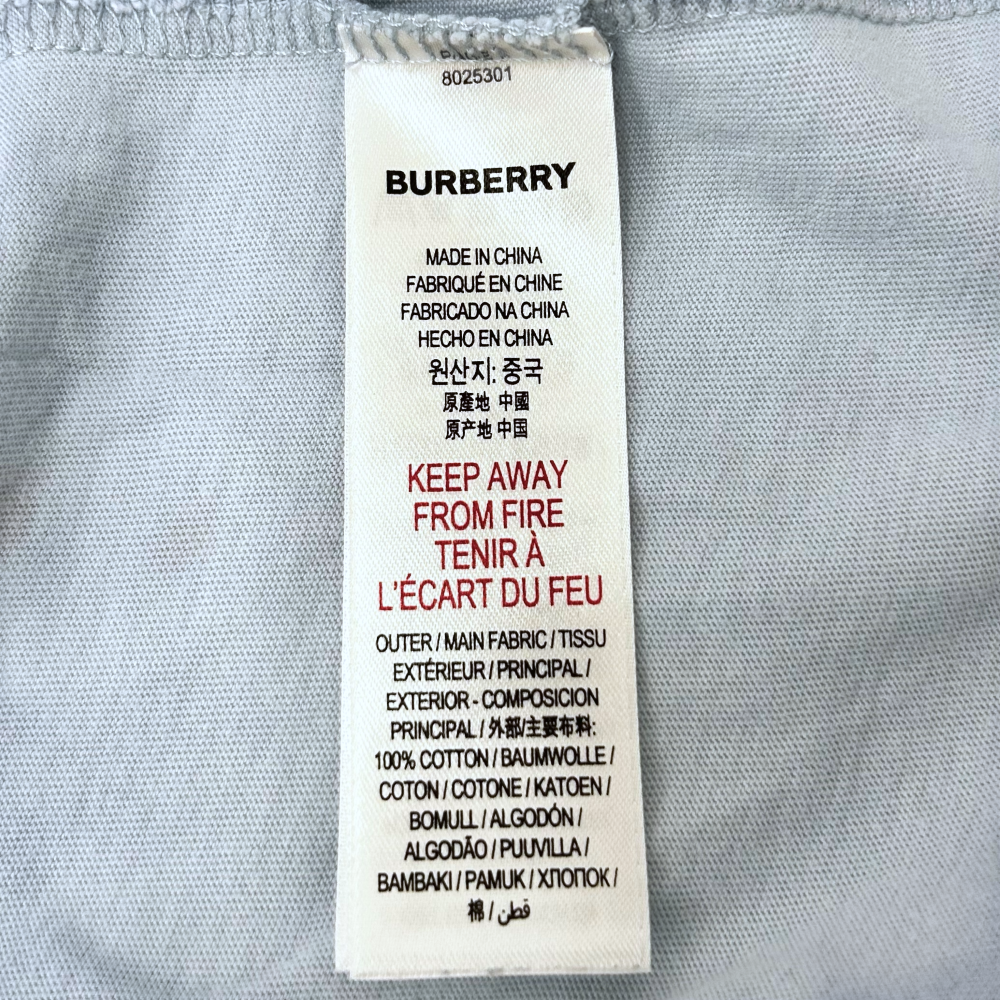 8025301
BURBERRY
MADE IN CHINA
FABRIQUÉ EN CHINE
FABRICADO NA CHINA
HECHO EN CHINA
원산지: 중국
原產地 中國
原产地 中国
KEEP AWAY
FROM FIRE
TENIR À
L'ÉCART DU FEU
OUTER / MAIN FABRIC / TISSU
EXTÉRIEUR / PRINCIPAL /
EXTERIOR - COMPOSICION
PRINCIPAL / 外部/主要布料:
100% COTTON / BAUMWOLLE /
COTON / COTONE / KATOEN /
BOMULL / ALGODÓN /
ALGODÃO / PUUVILLA /
BAMBAKI / PAMUK / ХЛОПОК /
棉 / قطن